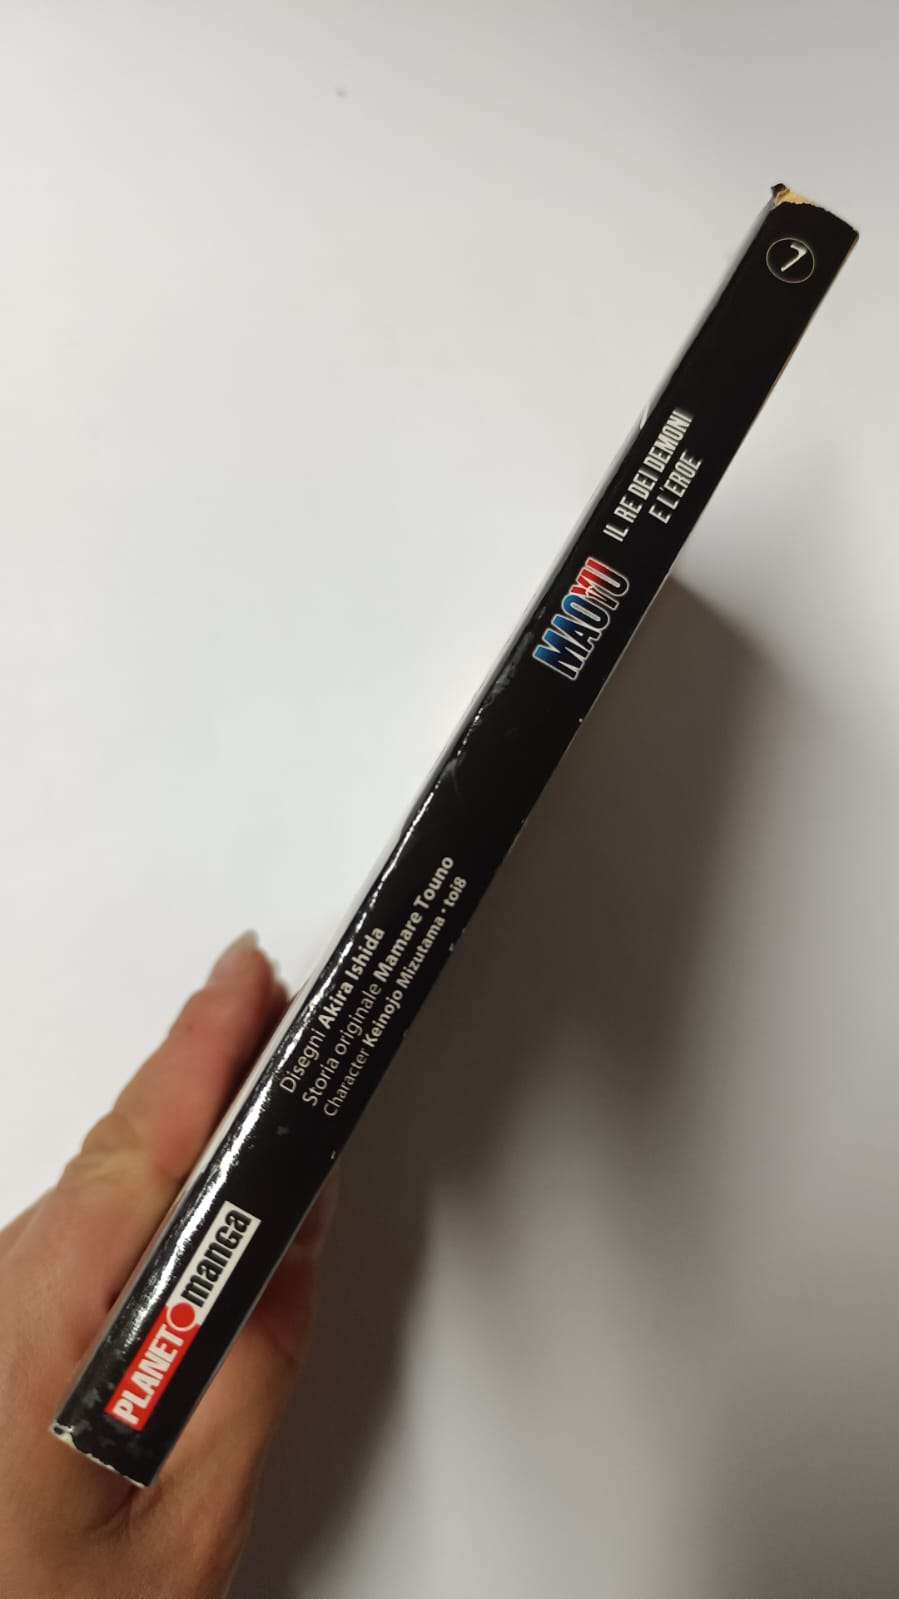 7
MAOYU
IL RE DEI DEMONI
E L'EROE
Disegni Akira Ishida
Storia originale Mamare Touno
Character Keinojo Mizutama • toi8
PLANET manga